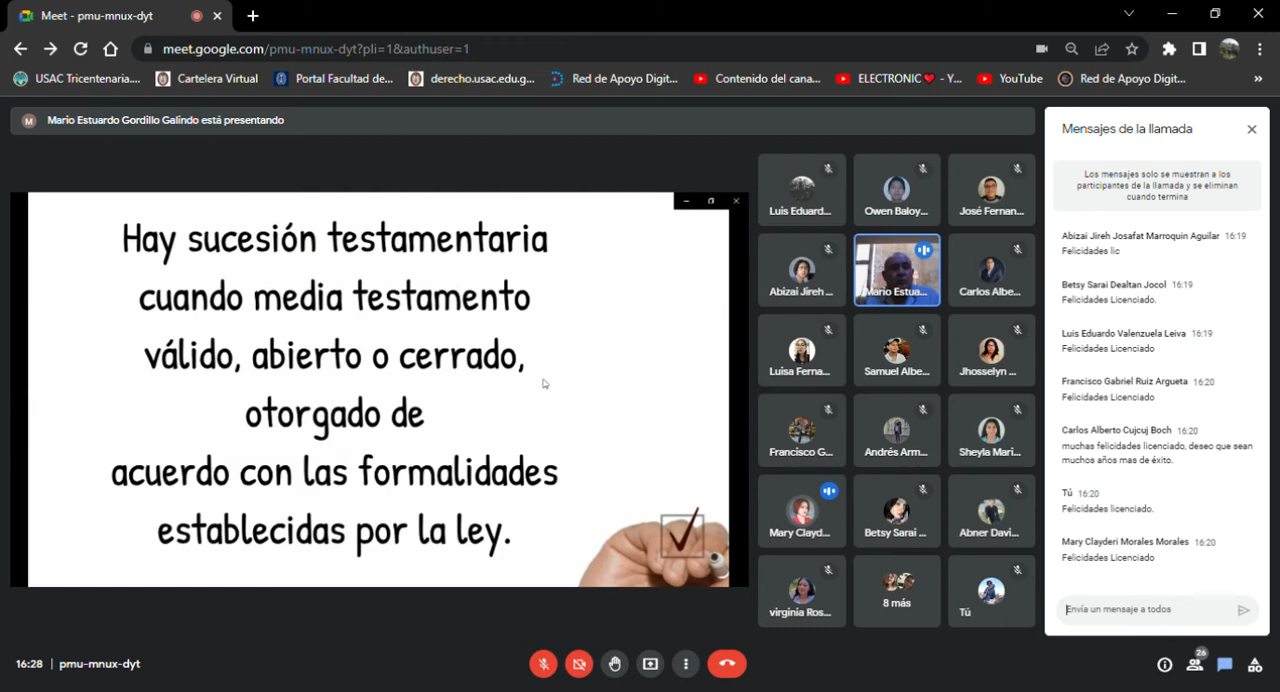 Meet - pmu-mnux-dyt
meet.google.com/pmu-mnux-dyt?pli=1&authuser=1
USAC Tricentenaria.... Cartelera Virtual Portal Facultad de... derecho.usac.edu.g... Red de Apoyo Digit... Contenido del cana... ELECTRONIC❤ - Y... YouTube Red de Apoyo Digit... »
M Mario Estuardo Gordillo Galindo está presentando
Hay sucesión testamentaria
cuando media testamento
válido, abierto o cerrado,
otorgado de
acuerdo con las formalidades
establecidas por la ley.
Luis Eduard... Owen Baloy... José Fernan...
Abizai Jireh ... Mario Estua... Carlos Albe...
Luisa Ferna... Samuel Albe... Jhosselyn ...
Francisco G... Andrés Arm... Sheyla Mari...
Mary Clayd... Betsy Sarai ... Abner Davi...
virginia Ros... 8 más Tú
Mensajes de la llamada
Los mensajes solo se muestran a los
participantes de la llamada y se eliminan
cuando termina
Abizai Jireh Josafat Marroquin Aguilar 16:19
Felicidades lic
Betsy Sarai Dealtan Jocol 16:19
Felicidades Licenciado.
Luis Eduardo Valenzuela Leiva 16:19
Felicidades Licenciado
Francisco Gabriel Ruiz Argueta 16:20
Felicidades Licenciado
Carlos Alberto Cujcuj Boch 16:20
muchas felicidades licenciado, deseo que sean
muchos años mas de éxito.
Tú 16:20
Felicidades licenciado.
Mary Clayderi Morales Morales 16:20
Felicidades Licenciado
Envía un mensaje a todos
16:28 | pmu-mnux-dyt
26